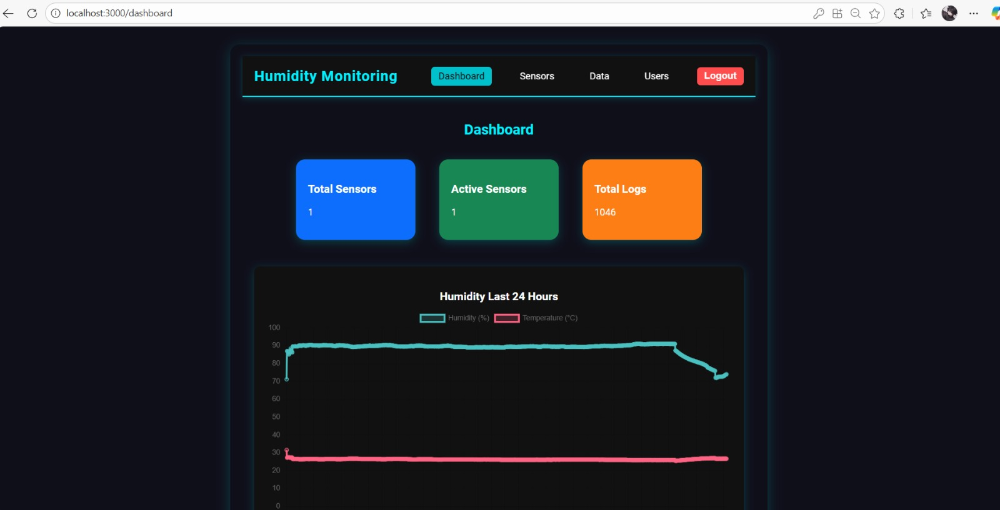 localhost:3000/dashboard
Humidity Monitoring
Dashboard
Sensors
Data
Users
Logout
Dashboard
Total Sensors
1
Active Sensors
1
Total Logs
1046
Humidity Last 24 Hours
Humidity (%)
Temperature (°C)
100
90
80
70
60
50
40
30
20
10
0